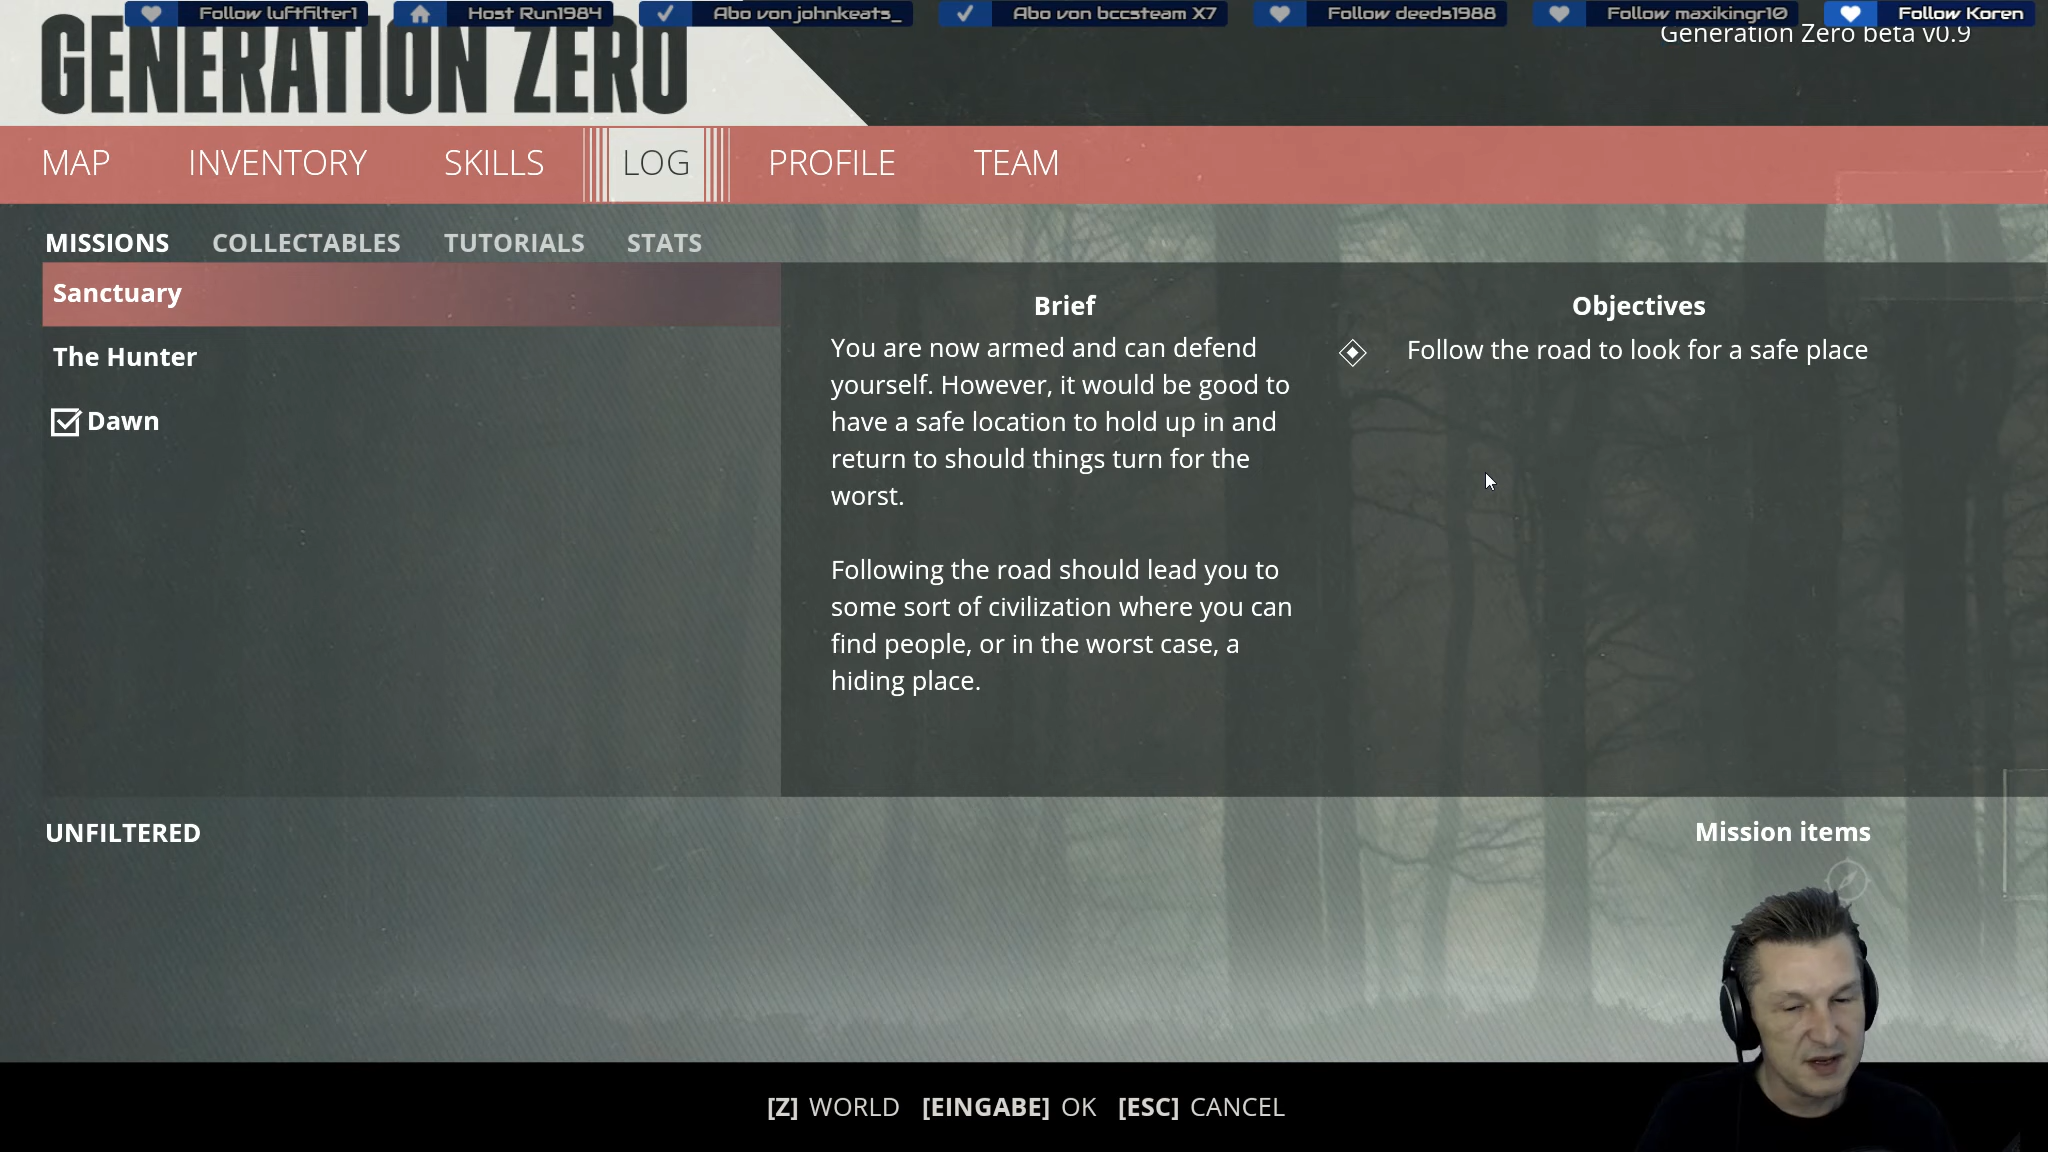 Follow luftfilter1 Host Run1984 Abo von johnkeats_ Abo von bccsteam X7 Follow deeds1988 Follow maxikingr10 Follow Koren
GENERATION ZERO
Generation Zero beta v0.9
MAP INVENTORY SKILLS LOG PROFILE TEAM
MISSIONS COLLECTABLES TUTORIALS STATS
Sanctuary
The Hunter
Dawn
Brief
You are now armed and can defend
yourself. However, it would be good to
have a safe location to hold up in and
return to should things turn for the
worst.
Following the road should lead you to
some sort of civilization where you can
find people, or in the worst case, a
hiding place.
Objectives
Follow the road to look for a safe place
UNFILTERED
Mission items
[Z] WORLD [EINGABE] OK [ESC] CANCEL